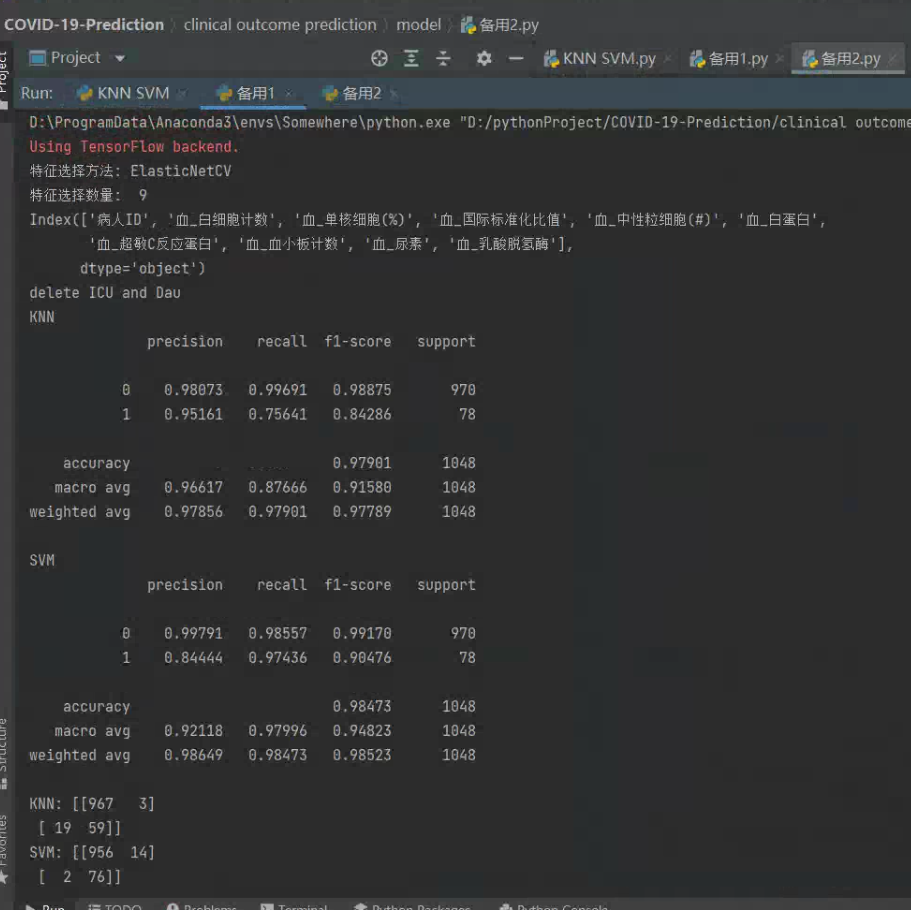 COVID-19-Prediction clinical outcome prediction model 备用2.py
Project
Project KNN SVM.py 备用1.py 备用2.py
Run: KNN SVM 备用1 备用2
D:\ProgramData\Anaconda3\envs\Somewhere\python.exe "D:/pythonProject/COVID-19-Prediction/clinical outcome
Using TensorFlow backend.
特征选择方法: ElasticNetCV
特征选择数量: 9
Index(['病人ID', '血_白细胞计数', '血_单核细胞(%)', '血_国际标准化比值', '血_中性粒细胞(#)', '血_白蛋白',
'血_超敏C反应蛋白', '血_血小板计数', '血_尿素', '血_乳酸脱氢酶'],
dtype='object')
delete ICU and Dau
KNN
precision recall f1-score support
0 0.98073 0.99691 0.98875 970
1 0.95161 0.75641 0.84286 78
accuracy 0.97901 1048
macro avg 0.96617 0.87666 0.91580 1048
weighted avg 0.97856 0.97901 0.97789 1048
SVM
precision recall f1-score support
0 0.99791 0.98557 0.99170 970
1 0.84444 0.97436 0.90476 78
accuracy 0.98473 1048
macro avg 0.92118 0.97996 0.94823 1048
weighted avg 0.98649 0.98473 0.98523 1048
KNN: [[967 3]
[ 19 59]]
SVM: [[956 14]
[ 2 76]]
Structure
Favorites
Run TODO Problems Terminal Python Packages Python Console